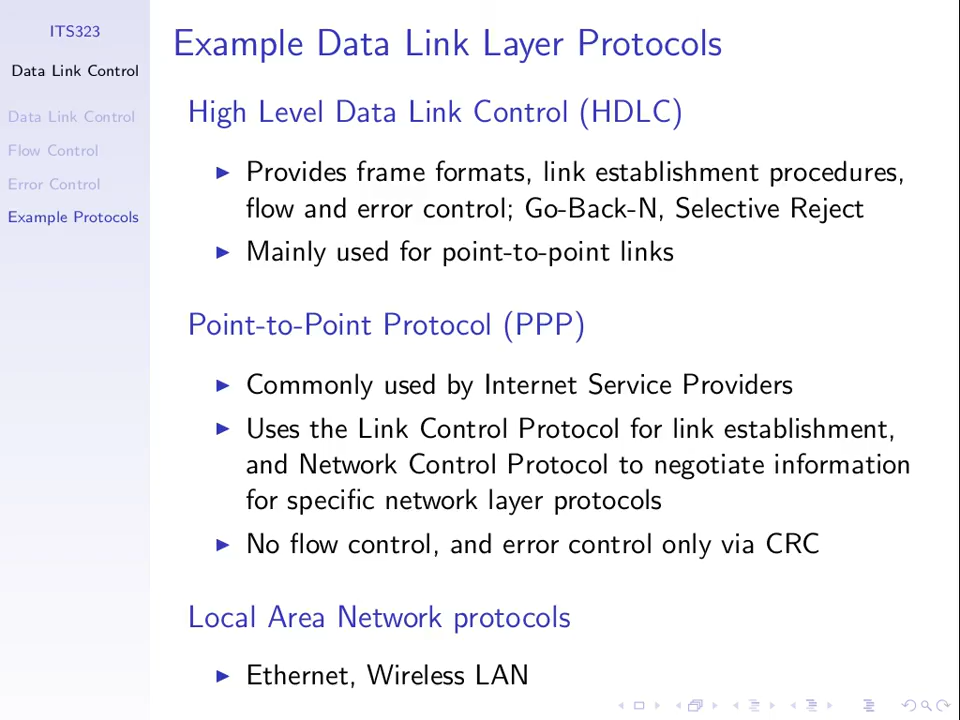 ITS323
Data Link Control
Data Link Control
Flow Control
Error Control
Example Protocols
Example Data Link Layer Protocols
High Level Data Link Control (HDLC)
Provides frame formats, link establishment procedures,
flow and error control; Go-Back-N, Selective Reject
Mainly used for point-to-point links
Point-to-Point Protocol (PPP)
Commonly used by Internet Service Providers
Uses the Link Control Protocol for link establishment,
and Network Control Protocol to negotiate information
for specific network layer protocols
No flow control, and error control only via CRC
Local Area Network protocols
Ethernet, Wireless LAN